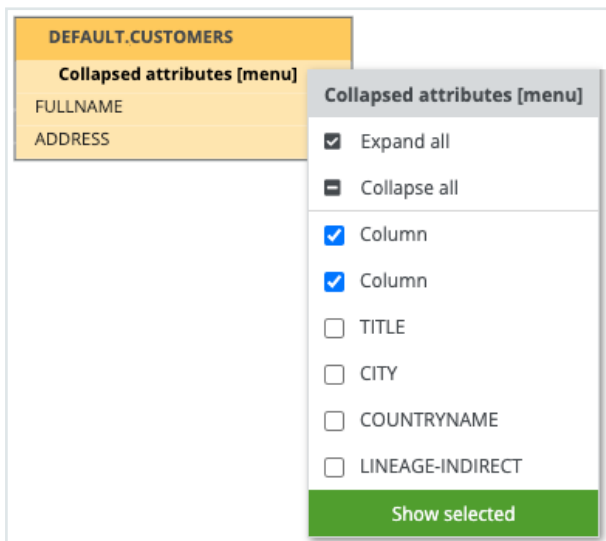 DEFAULT.CUSTOMERS
Collapsed attributes [menu]
FULLNAME
ADDRESS
Collapsed attributes [menu]
Expand all
Collapse all
Column
Column
TITLE
CITY
COUNTRYNAME
LINEAGE-INDIRECT
Show selected